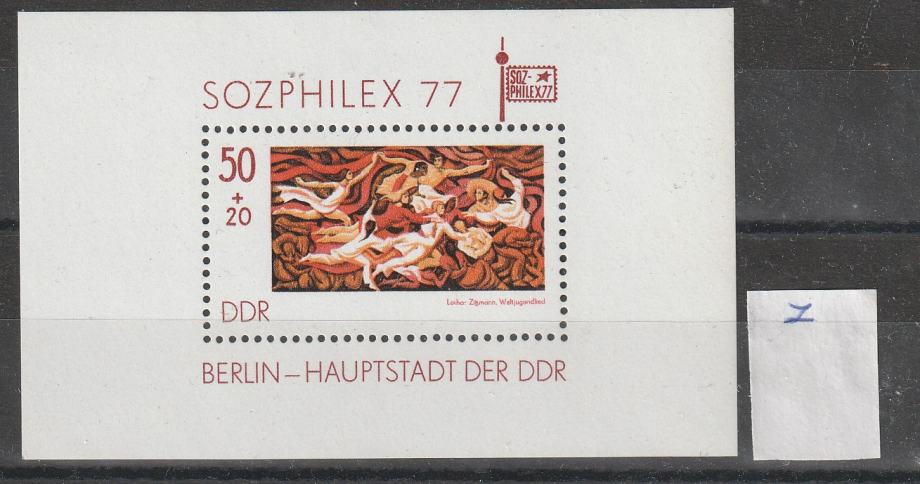 SOZPHILEX 77
SOZ-
PHILEX77
50
+
20
DDR
Lothar Zitzmann, Weltjugendlied
BERLIN – HAUPTSTADT DER DDR